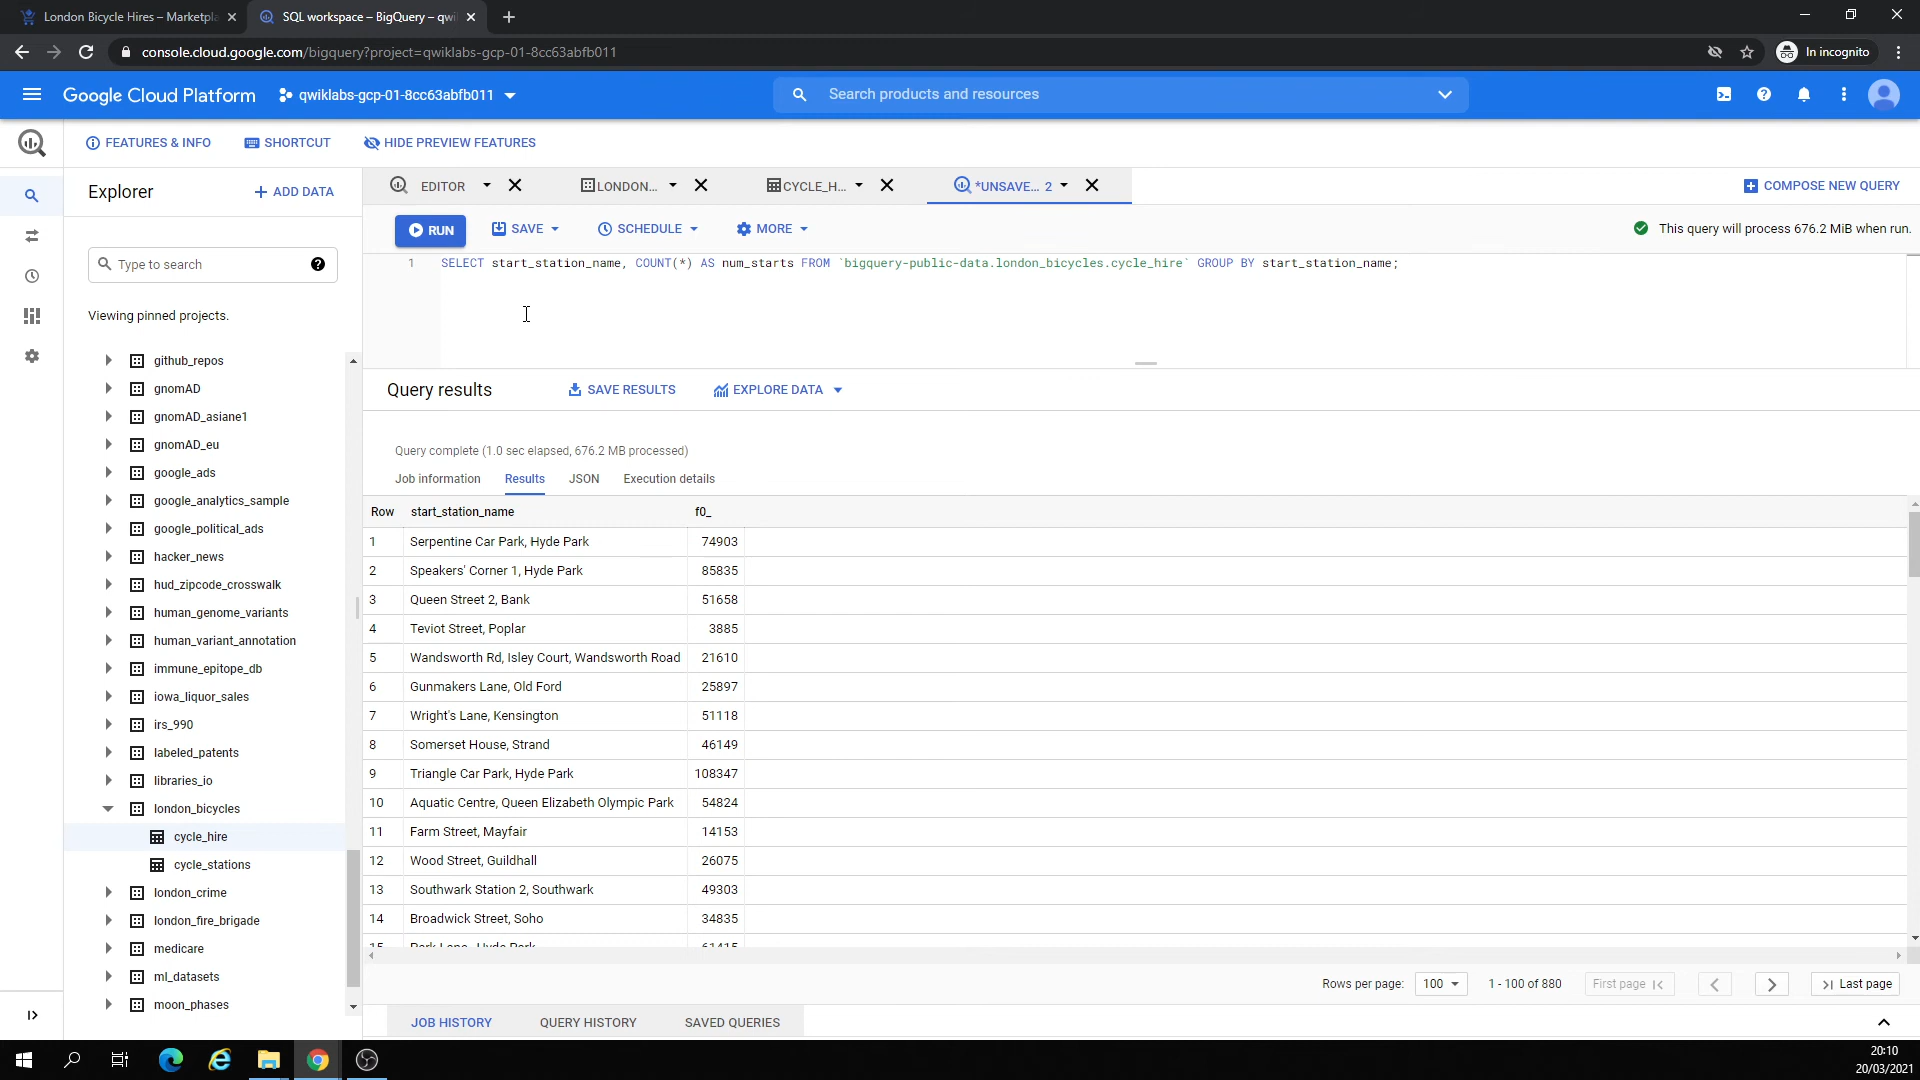 London Bicycle Hires – Marketpla
SQL workspace – BigQuery – qwi
console.cloud.google.com/bigquery?project=qwiklabs-gcp-01-8cc63abfb011
In incognito
Google Cloud Platform
qwiklabs-gcp-01-8cc63abfb011
Search products and resources
FEATURES & INFO
SHORTCUT
HIDE PREVIEW FEATURES
Explorer
+ ADD DATA
EDITOR
LONDON...
CYCLE_H...
*UNSAVE... 2
COMPOSE NEW QUERY
RUN
SAVE
SCHEDULE
MORE
This query will process 676.2 MiB when run.
Type to search
Viewing pinned projects.
1 SELECT start_station_name, COUNT(*) AS num_starts FROM `bigquery-public-data.london_bicycles.cycle_hire` GROUP BY start_station_name;
github_repos
gnomAD
gnomAD_asiane1
gnomAD_eu
google_ads
google_analytics_sample
google_political_ads
hacker_news
hud_zipcode_crosswalk
human_genome_variants
human_variant_annotation
immune_epitope_db
iowa_liquor_sales
irs_990
labeled_patents
libraries_io
london_bicycles
cycle_hire
cycle_stations
london_crime
london_fire_brigade
medicare
ml_datasets
moon_phases
Query results
SAVE RESULTS
EXPLORE DATA
Query complete (1.0 sec elapsed, 676.2 MB processed)
Job information
Results
JSON
Execution details
Row start_station_name f0_
1 Serpentine Car Park, Hyde Park 74903
2 Speakers' Corner 1, Hyde Park 85835
3 Queen Street 2, Bank 51658
4 Teviot Street, Poplar 3885
5 Wandsworth Rd, Isley Court, Wandsworth Road 21610
6 Gunmakers Lane, Old Ford 25897
7 Wright's Lane, Kensington 51118
8 Somerset House, Strand 46149
9 Triangle Car Park, Hyde Park 108347
10 Aquatic Centre, Queen Elizabeth Olympic Park 54824
11 Farm Street, Mayfair 14153
12 Wood Street, Guildhall 26075
13 Southwark Station 2, Southwark 49303
14 Broadwick Street, Soho 34835
15 Park Lane, Hyde Park 61415
Rows per page: 100
1 - 100 of 880
First page
Last page
JOB HISTORY
QUERY HISTORY
SAVED QUERIES
20:10
20/03/2021